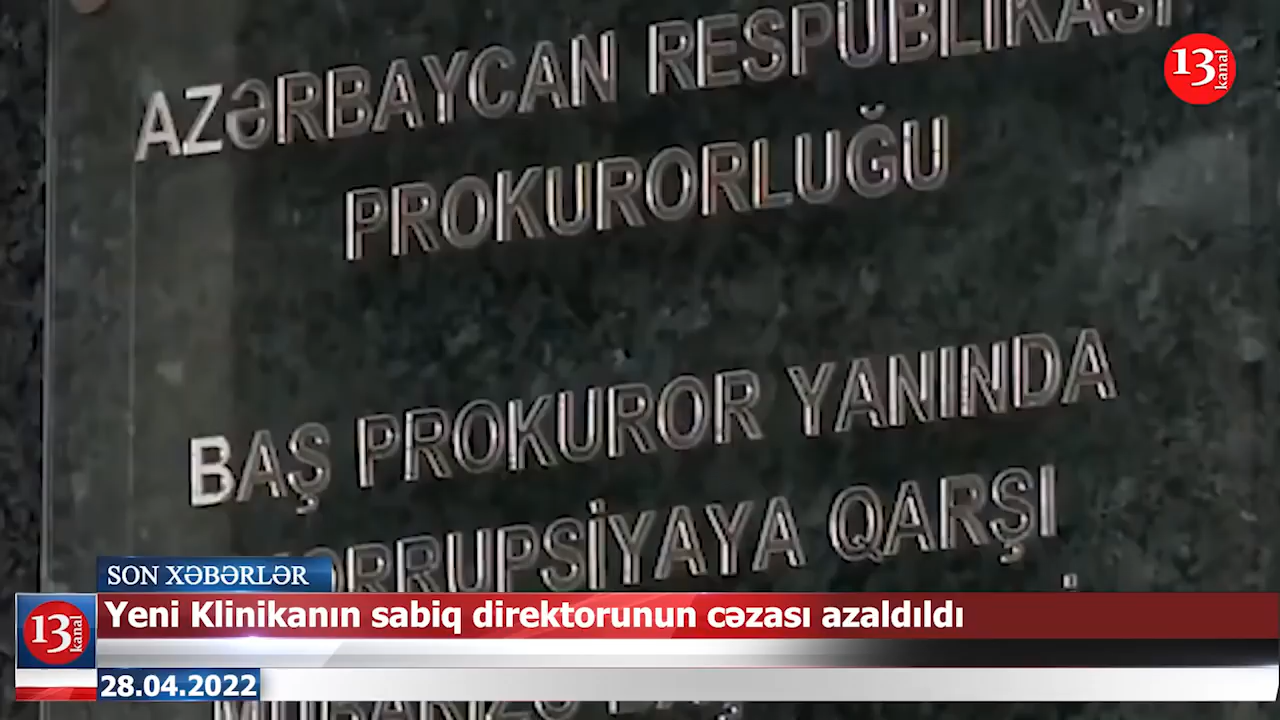 AZƏRBAYCAN RESPUBLİKASI
PROKURORLUĞU
BAŞ PROKUROR YANINDA
KORRUPSİYAYA QARŞI
13 kanal
SON XƏBƏRLƏR
Yeni Klinikanın sabiq direktorunun cəzası azaldıldı
13 kanal
28.04.2022